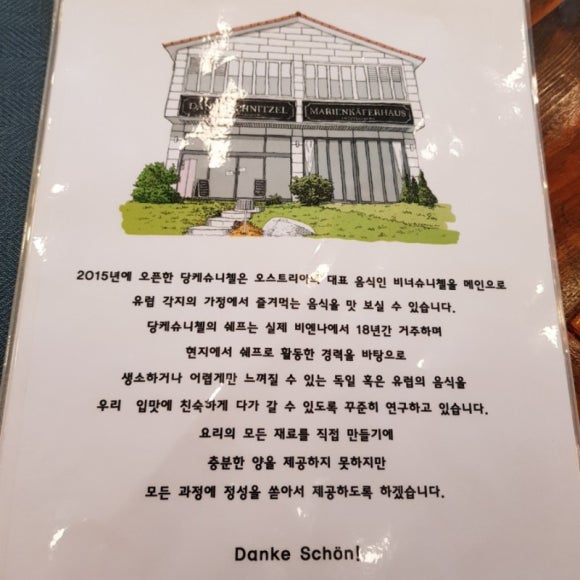 SCHNITZEL
MARIENKÄFERHAUS
2015년에 오픈한 당케슈니첼은 오스트리아의 대표 음식인 비너슈니첼을 메인으로
유럽 각지의 가정에서 즐겨먹는 음식을 맛 보실 수 있습니다.
당케슈니첼의 쉐프는 실제 비엔나에서 18년간 거주하며
현지에서 쉐프로 활동한 경력을 바탕으로
생소하거나 어렵게만 느껴질 수 있는 독일 혹은 유럽의 음식을
우리 입맛에 친숙하게 다가 갈 수 있도록 꾸준히 연구하고 있습니다.
요리의 모든 재료를 직접 만들기에
충분한 양을 제공하지 못하지만
모든 과정에 정성을 쏟아서 제공하도록 하겠습니다.
Danke Schön!